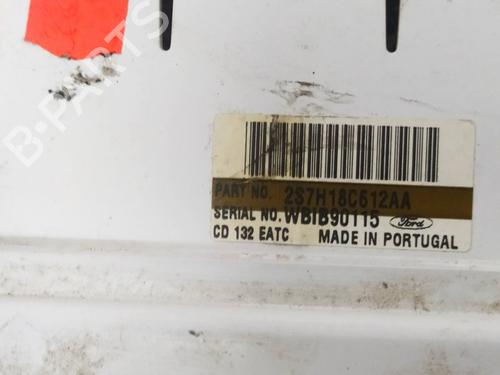 B-PARTS
PART NO. 2S7H18C612AA
SERIAL NO. WBIB90115 Ford
CD 132 EATC MADE IN PORTUGAL